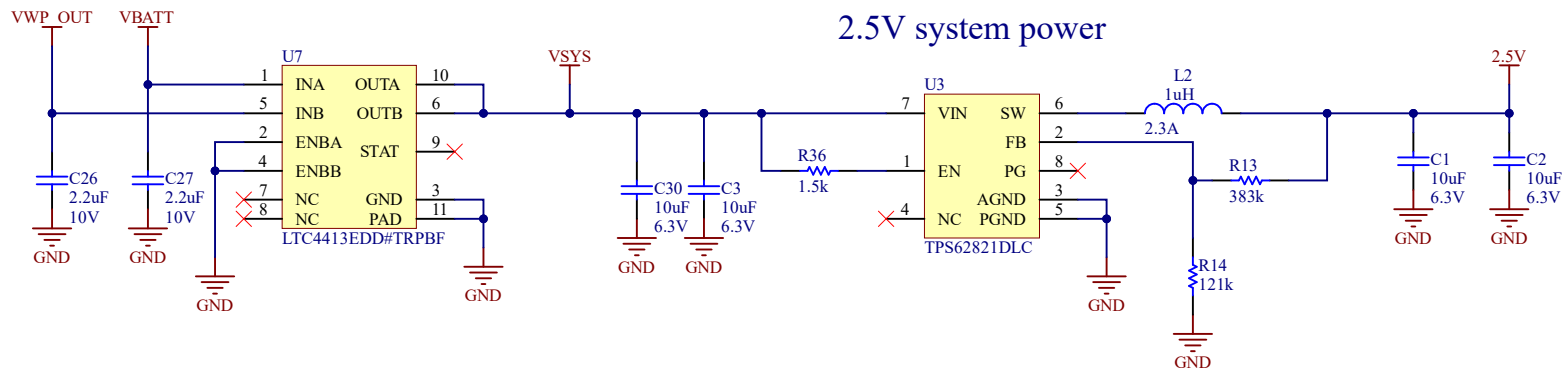 2.5V system power
VWP_OUT
VBATT
VSYS
2.5V
U7
1 INA OUTA 10
5 INB OUTB 6
2 ENBA
STAT 9
4 ENBB
7 NC GND 3
8 NC PAD 11
LTC4413EDD#TRPBF
C26
2.2uF
10V
GND
C27
2.2uF
10V
GND
GND
GND
C30
10uF
6.3V
GND
C3
10uF
6.3V
GND
R36
1.5k
U3
7 VIN SW 6
FB 2
1 EN PG 8
AGND 3
4 NC PGND 5
TPS62821DLC
GND
L2
1uH
2.3A
R13
383k
R14
121k
GND
C1
10uF
6.3V
GND
C2
10uF
6.3V
GND